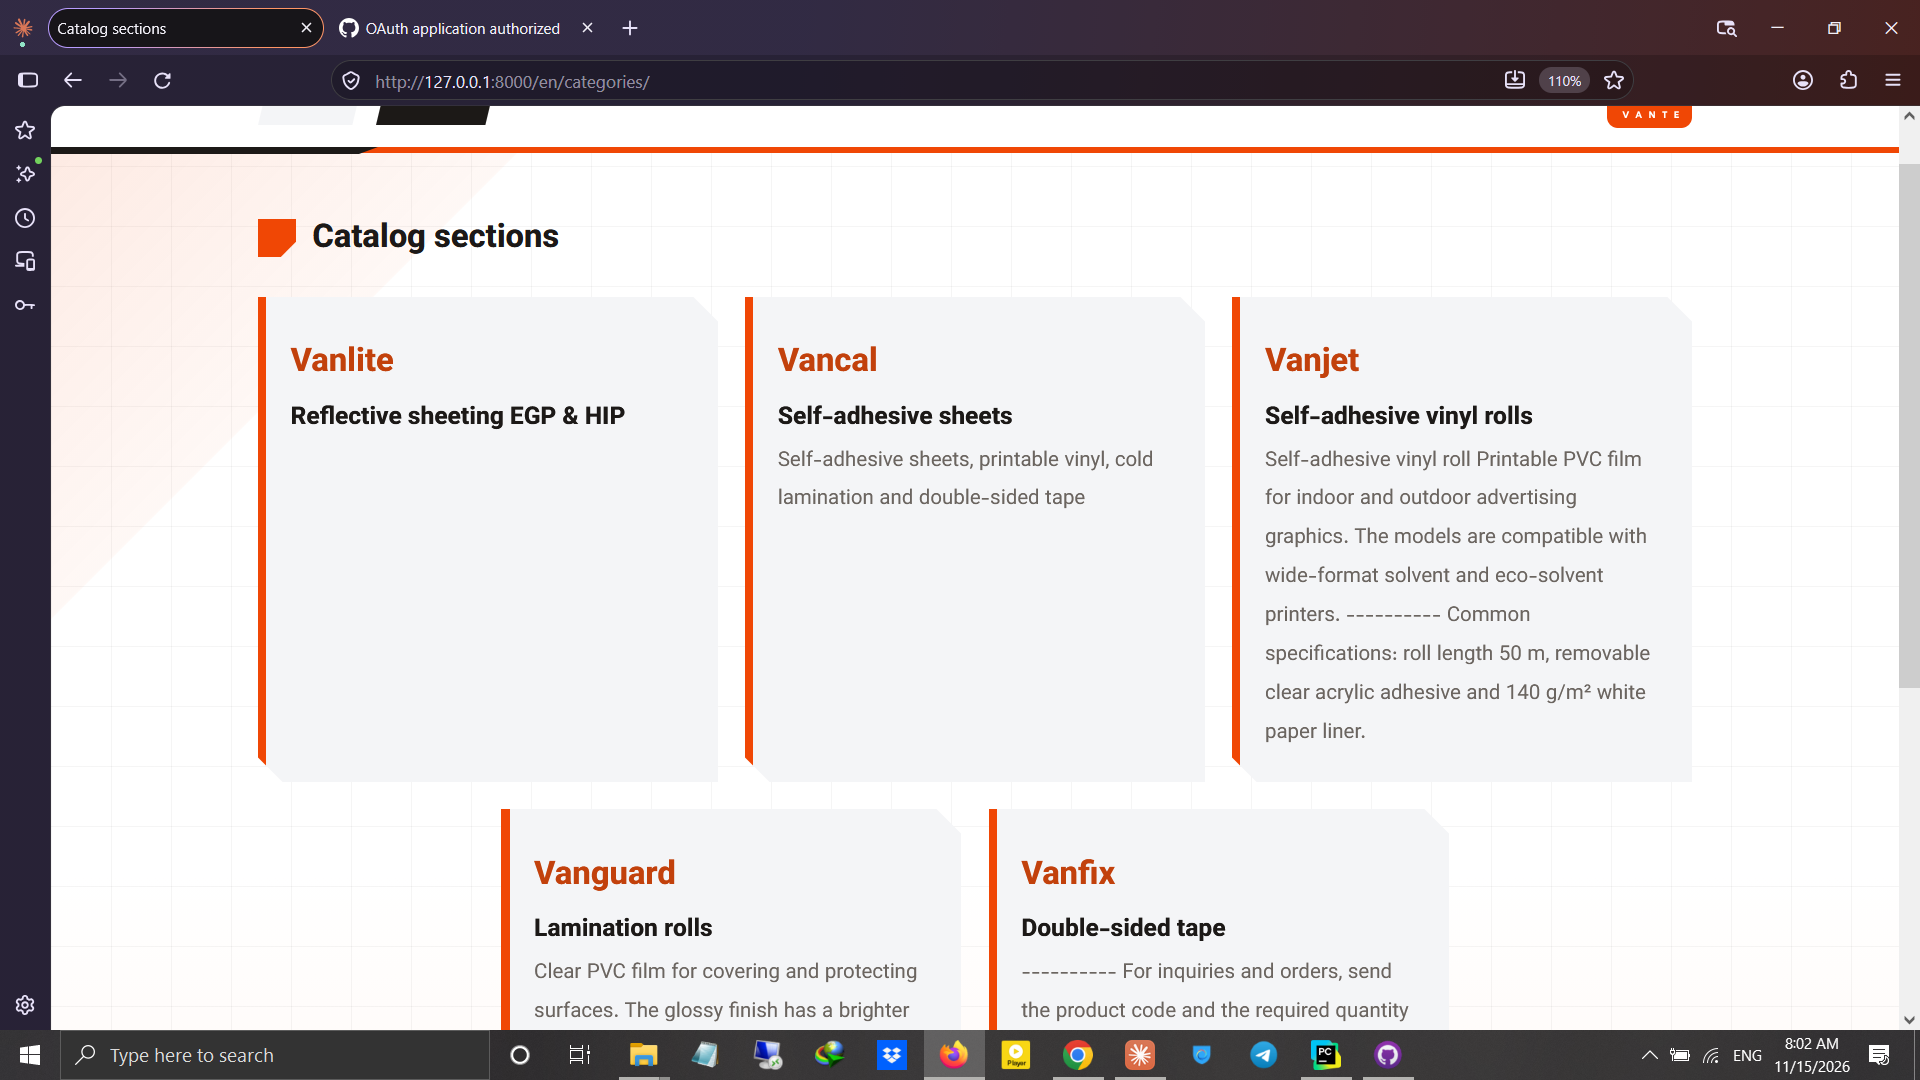 Catalog sections
OAuth application authorized
http://127.0.0.1:8000/en/categories/
110%
VANTE
Catalog sections
Vanlite
Reflective sheeting EGP & HIP
Vancal
Self-adhesive sheets
Self-adhesive sheets, printable vinyl, cold
lamination and double-sided tape
Vanjet
Self-adhesive vinyl rolls
Self-adhesive vinyl roll Printable PVC film
for indoor and outdoor advertising
graphics. The models are compatible with
wide-format solvent and eco-solvent
printers. ---------- Common
specifications: roll length 50 m, removable
clear acrylic adhesive and 140 g/m² white
paper liner.
Vanguard
Lamination rolls
Clear PVC film for covering and protecting
surfaces. The glossy finish has a brighter
Vanfix
Double-sided tape
---------- For inquiries and orders, send
the product code and the required quantity
Type here to search
Player
PC
ENG
8:02 AM
11/15/2026